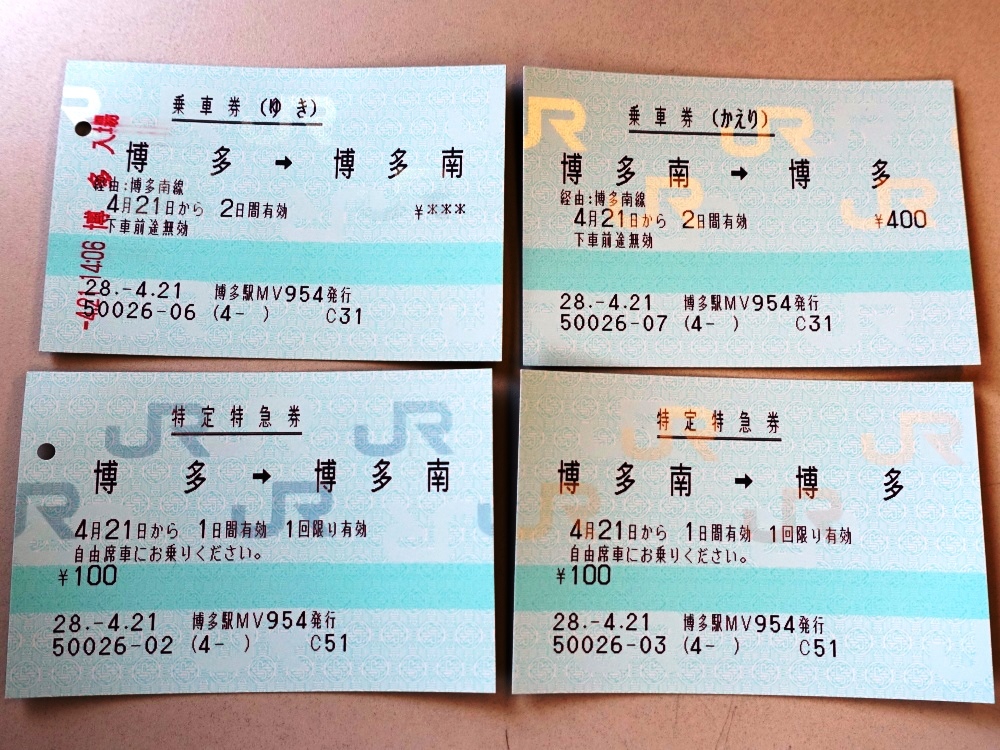 乗車券(ゆき)
博多 → 博多南
経由:博多南線
4月21日から 2日間有効 ¥***
下車前途無効
28.-4.21 博多駅MV954発行
50026-06 (4- ) C31
-4.21 14:06 博多 入場
乗車券(かえり)
博多南 → 博多
経由:博多南線
4月21日から 2日間有効 ¥400
下車前途無効
28.-4.21 博多駅MV954発行
50026-07 (4- ) C31
特定特急券
博多 → 博多南
4月21日から 1日間有効 1回限り有効
自由席車にお乗りください。
¥100
28.-4.21 博多駅MV954発行
50026-02 (4- ) C51
特定特急券
博多南 → 博多
4月21日から 1日間有効 1回限り有効
自由席車にお乗りください。
¥100
28.-4.21 博多駅MV954発行
50026-03 (4- ) C51